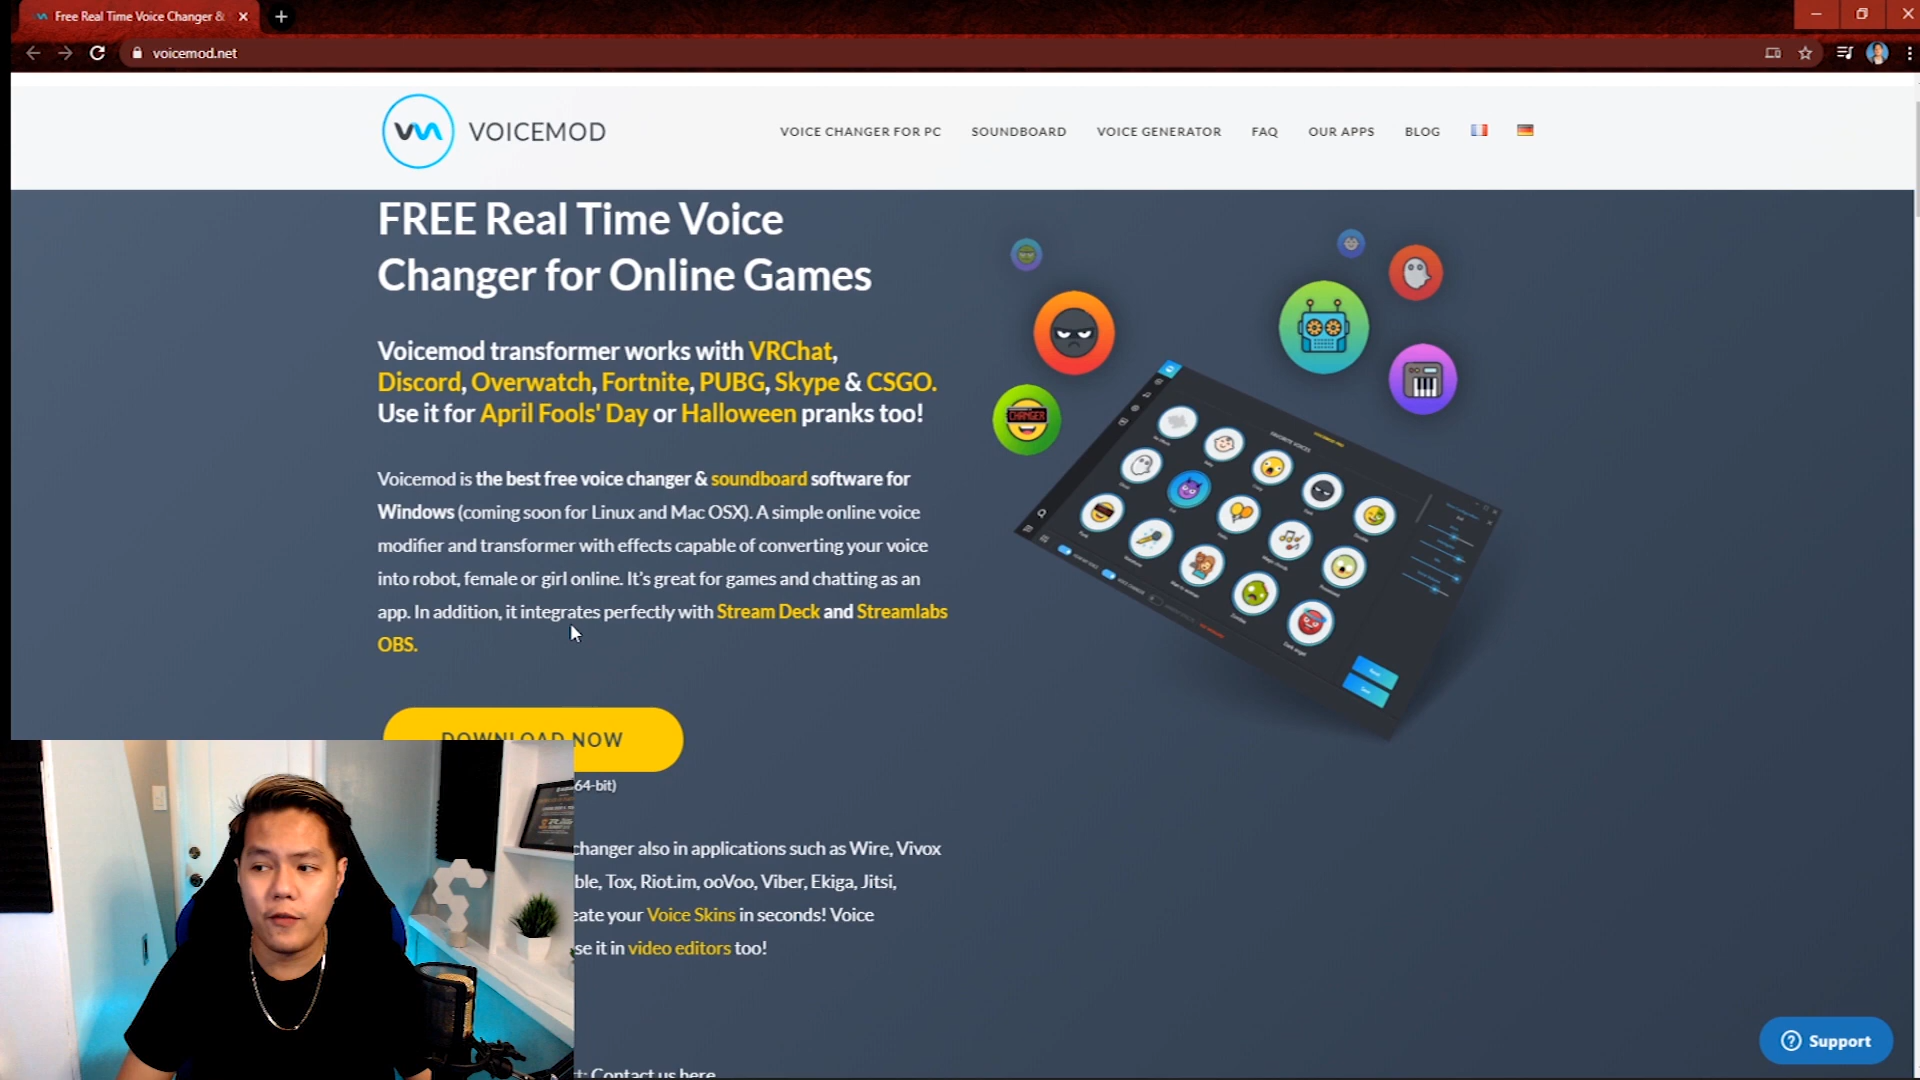 Free Real Time Voice Changer &
voicemod.net
VOICEMOD
VOICE CHANGER FOR PC
SOUNDBOARD
VOICE GENERATOR
FAQ
OUR APPS
BLOG
FREE Real Time Voice
Changer for Online Games
Voicemod transformer works with VRChat,
Discord, Overwatch, Fortnite, PUBG, Skype & CSGO.
Use it for April Fools' Day or Halloween pranks too!
Voicemod is the best free voice changer & soundboard software for
Windows (coming soon for Linux and Mac OSX). A simple online voice
modifier and transformer with effects capable of converting your voice
into robot, female or girl online. It's great for games and chatting as an
app. In addition, it integrates perfectly with Stream Deck and Streamlabs
OBS.
DOWNLOAD NOW
64-bit)
changer also in applications such as Wire, Vivox
ble, Tox, Riot.im, ooVoo, Viber, Ekiga, Jitsi,
eate your Voice Skins in seconds! Voice
se it in video editors too!
Contact us here
CHANGER
FAVORITE VOICES
Support